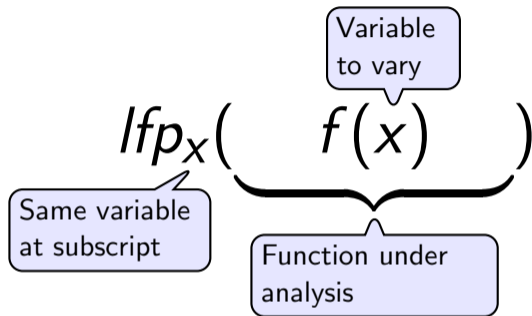 Variable
to vary
lfpx( f(x) )
Same variable
at subscript
Function under
analysis